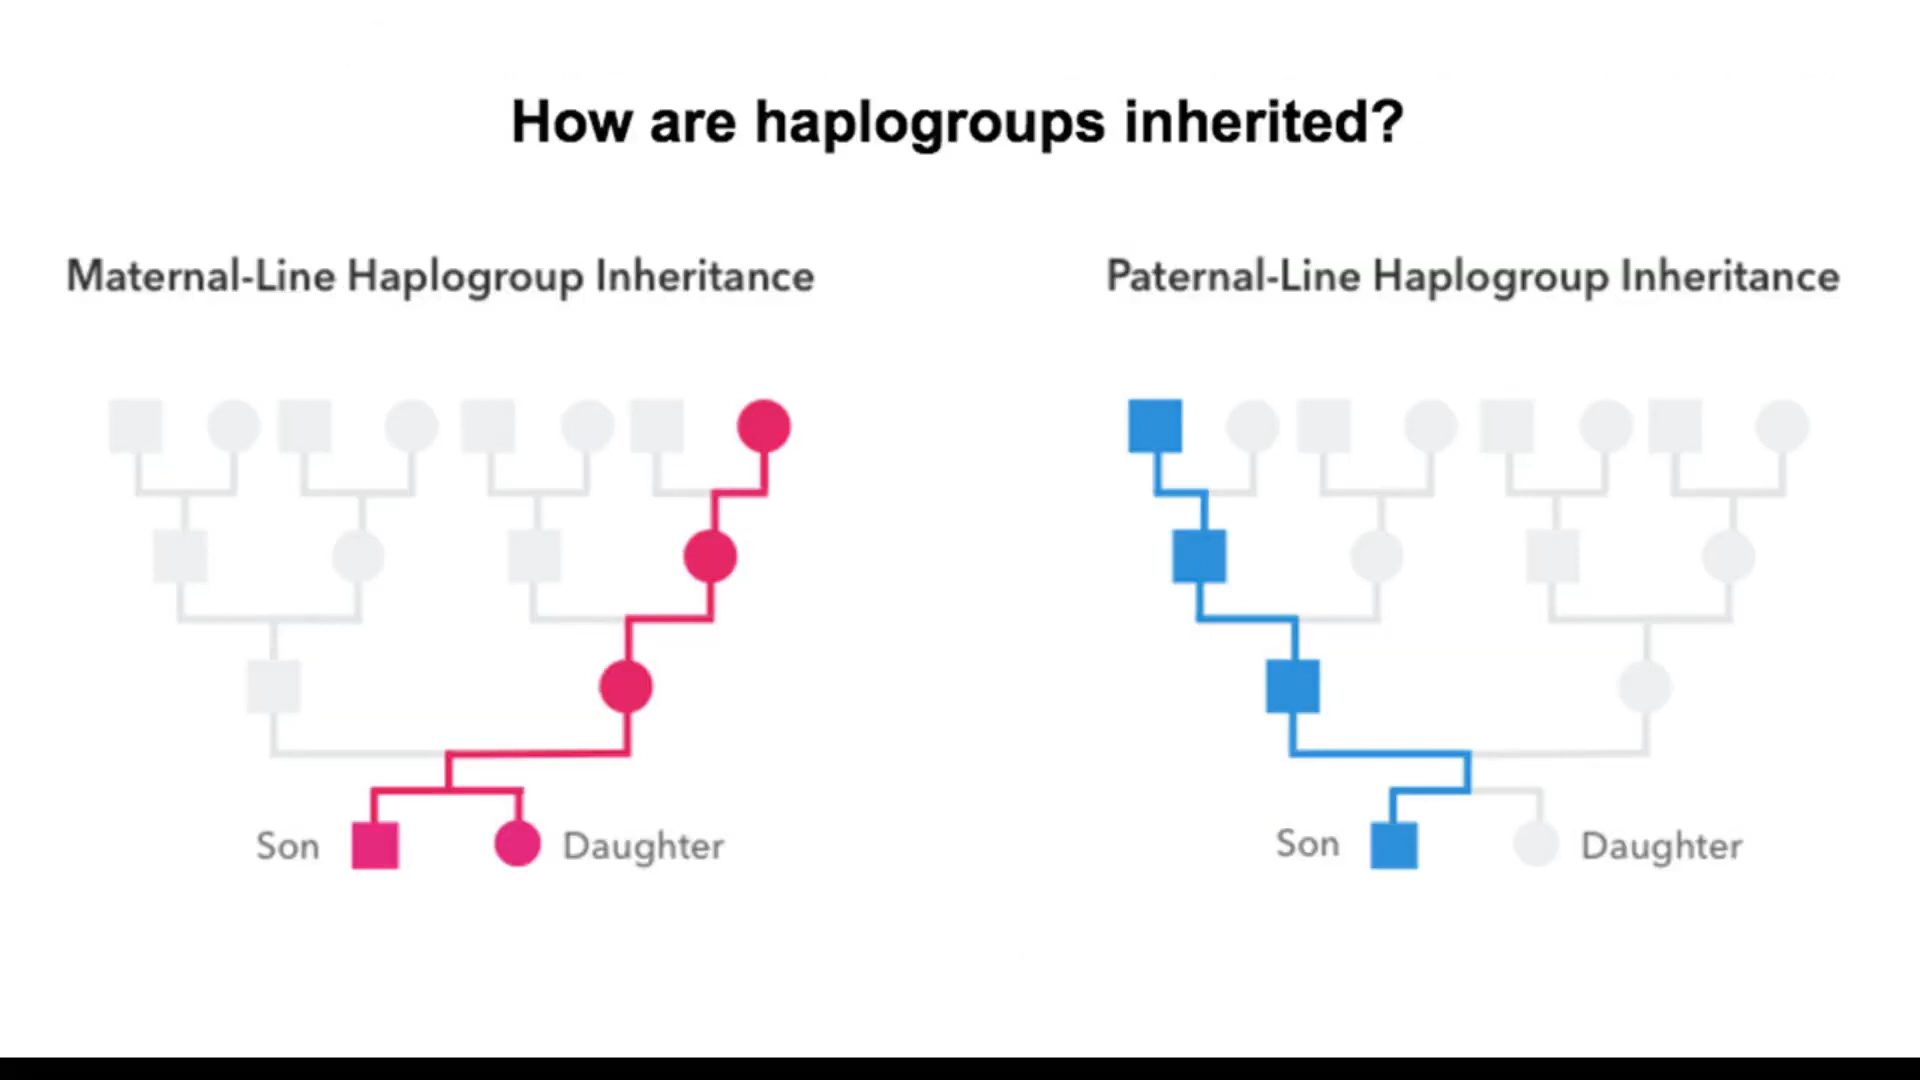 How are haplogroups inherited?
Maternal-Line Haplogroup Inheritance
Paternal-Line Haplogroup Inheritance
Son
Daughter
Son
Daughter